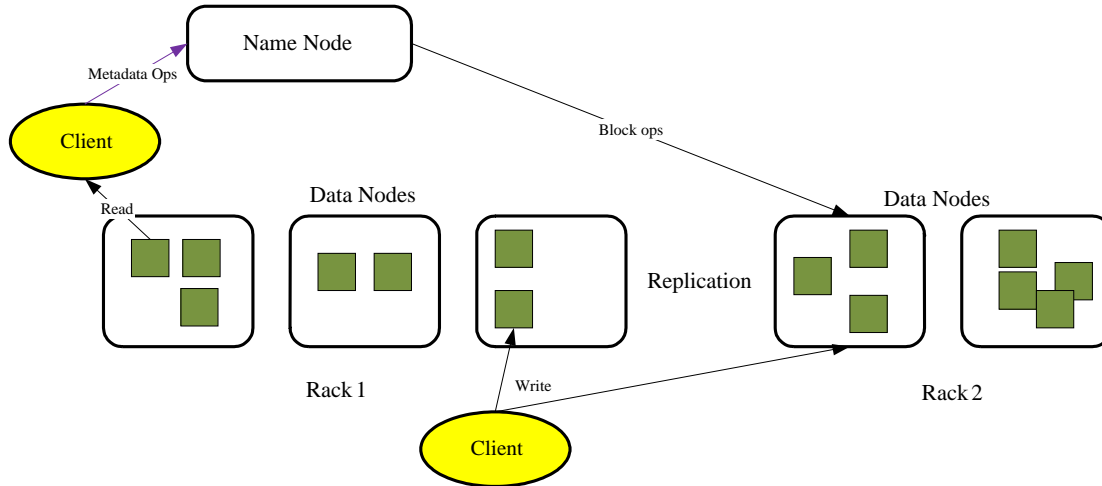 Name Node
Metadata Ops
Client
Block ops
Read
Data Nodes
Data Nodes
Replication
Rack 1
Write
Rack 2
Client